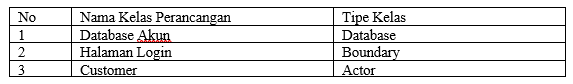 No Nama Kelas Perancangan Tipe Kelas
1 Database Akun Database
2 Halaman Login Boundary
3 Customer Actor